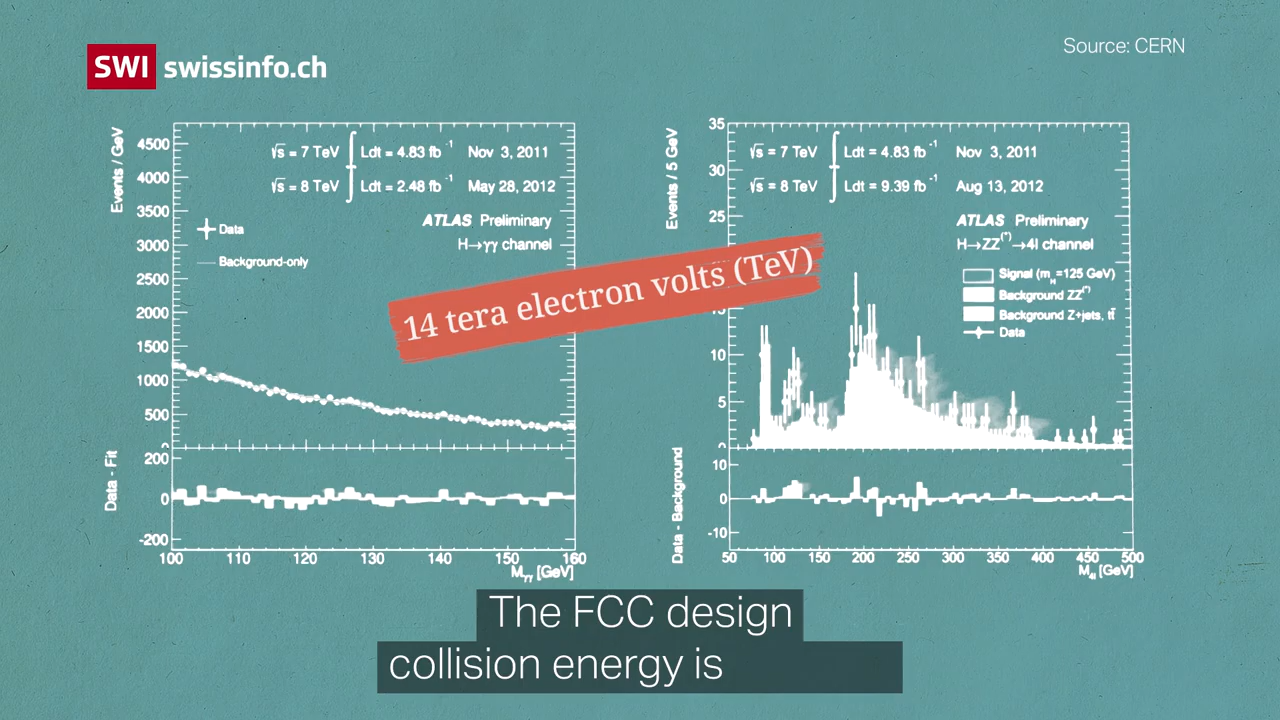 SWI swissinfo.ch
Source: CERN
Events / GeV
4500
4000
3500
3000
2500
2000
1500
1000
500
0
√s = 7 TeV ∫ Ldt = 4.83 fb⁻¹ Nov 3, 2011
√s = 8 TeV ∫ Ldt = 2.48 fb⁻¹ May 28, 2012
ATLAS Preliminary
H→γγ channel
Data
Background-only
Data - Fit
200
0
-200
100 110 120 130 140 150 160
Mγγ [GeV]
14 tera electron volts (TeV)
Events / 5 GeV
35
30
25
10
5
0
√s = 7 TeV ∫ Ldt = 4.83 fb⁻¹ Nov 3, 2011
√s = 8 TeV ∫ Ldt = 9.39 fb⁻¹ Aug 13, 2012
ATLAS Preliminary
H→ZZ(*)→4l channel
Signal (mH=125 GeV)
Background ZZ(*)
Background Z+jets, tt̄
Data
Data - Background
10
0
-10
50 100 150 200 250 300 350 400 450 500
M4l [GeV]
The FCC design
collision energy is